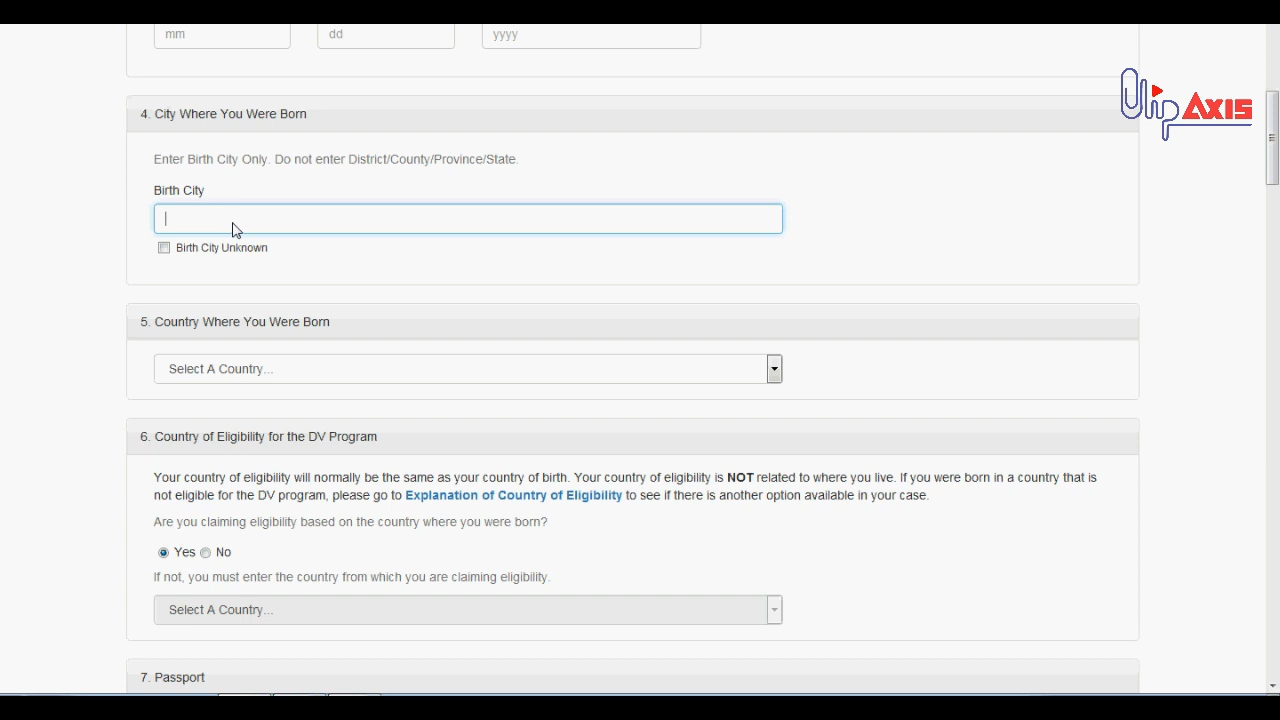 mm dd yyyy
4. City Where You Were Born
Enter Birth City Only. Do not enter District/County/Province/State.
Birth City
Birth City Unknown
5. Country Where You Were Born
Select A Country...
6. Country of Eligibility for the DV Program
Your country of eligibility will normally be the same as your country of birth. Your country of eligibility is NOT related to where you live. If you were born in a country that is
not eligible for the DV program, please go to Explanation of Country of Eligibility to see if there is another option available in your case.
Are you claiming eligibility based on the country where you were born?
Yes No
If not, you must enter the country from which you are claiming eligibility.
Select A Country...
7. Passport
Ulip AXIS